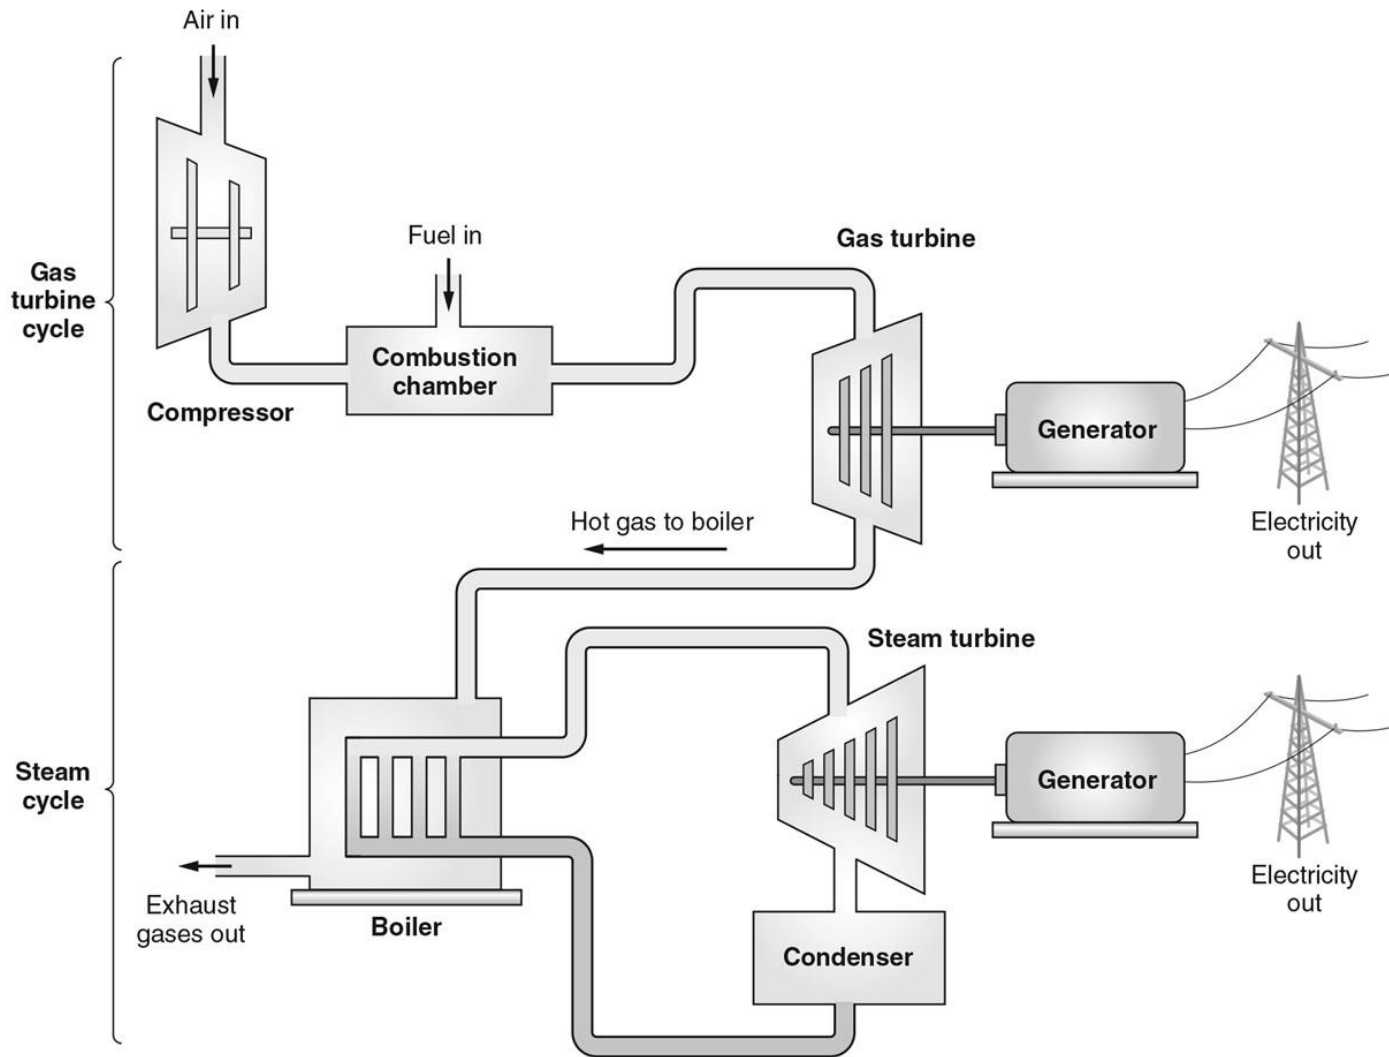 Air in
Fuel in
Gas turbine
Gas
turbine
cycle
Combustion
chamber
Compressor
Generator
Electricity
out
Hot gas to boiler
Steam turbine
Steam
cycle
Generator
Electricity
out
Exhaust
gases out
Boiler
Condenser